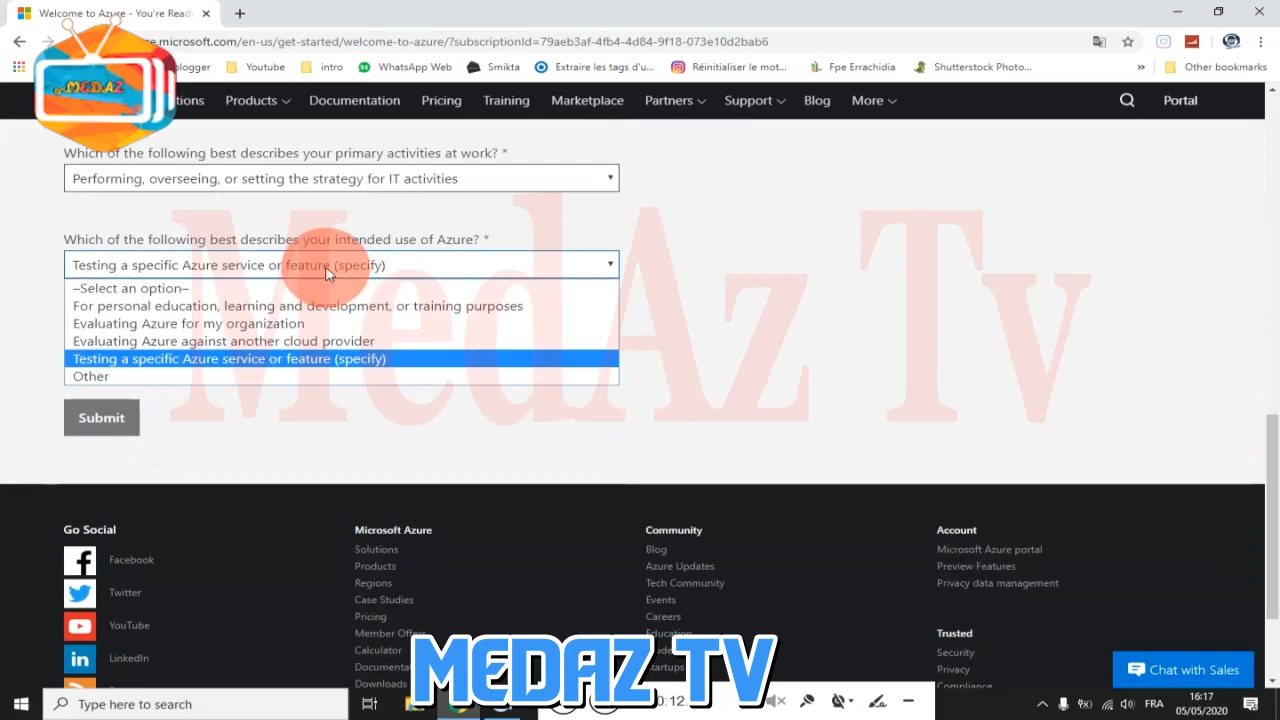 Welcome to Azure - You're Read
.microsoft.com/en-us/get-started/welcome-to-azure/?subscriptionId=79aeb3af-4fb4-4d84-9f18-073e10d2bab6
logger
Youtube
intro
WhatsApp Web
Smikta
Extraire les tags d'u...
Réinitialiser le mot...
Fpe Errachidia
Shutterstock Photo...
»
Other bookmarks
MEDAZ
tions
Products
Documentation
Pricing
Training
Marketplace
Partners
Support
Blog
More
Portal
Which of the following best describes your primary activities at work? *
Performing, overseeing, or setting the strategy for IT activities
MedAz Tv
Which of the following best describes your intended use of Azure? *
Testing a specific Azure service or feature (specify)
–Select an option–
For personal education, learning and development, or training purposes
Evaluating Azure for my organization
Evaluating Azure against another cloud provider
Testing a specific Azure service or feature (specify)
Other
Submit
Go Social
Facebook
Twitter
YouTube
LinkedIn
Microsoft Azure
Solutions
Products
Regions
Case Studies
Pricing
Member
Calculator
Downloads
Community
Blog
Azure Updates
Tech Community
Events
Careers
Education
Startups
Account
Microsoft Azure portal
Preview Features
Privacy data management
Trusted
Security
Privacy
Compliance
Chat with Sales
MEDAZ TV
Type here to search
0:12
FRA
16:17
05/05/2020